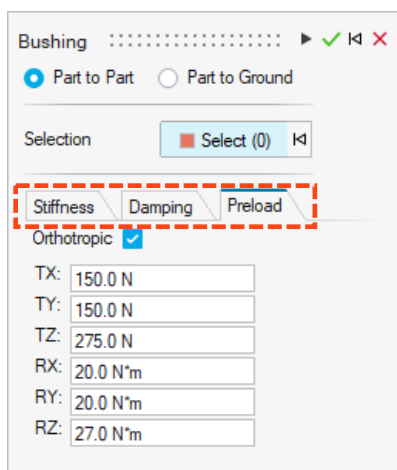 Bushing
Part to Part Part to Ground
Selection Select (0)
Stiffness Damping Preload
Orthotropic
TX: 150.0 N
TY: 150.0 N
TZ: 275.0 N
RX: 20.0 N*m
RY: 20.0 N*m
RZ: 27.0 N*m